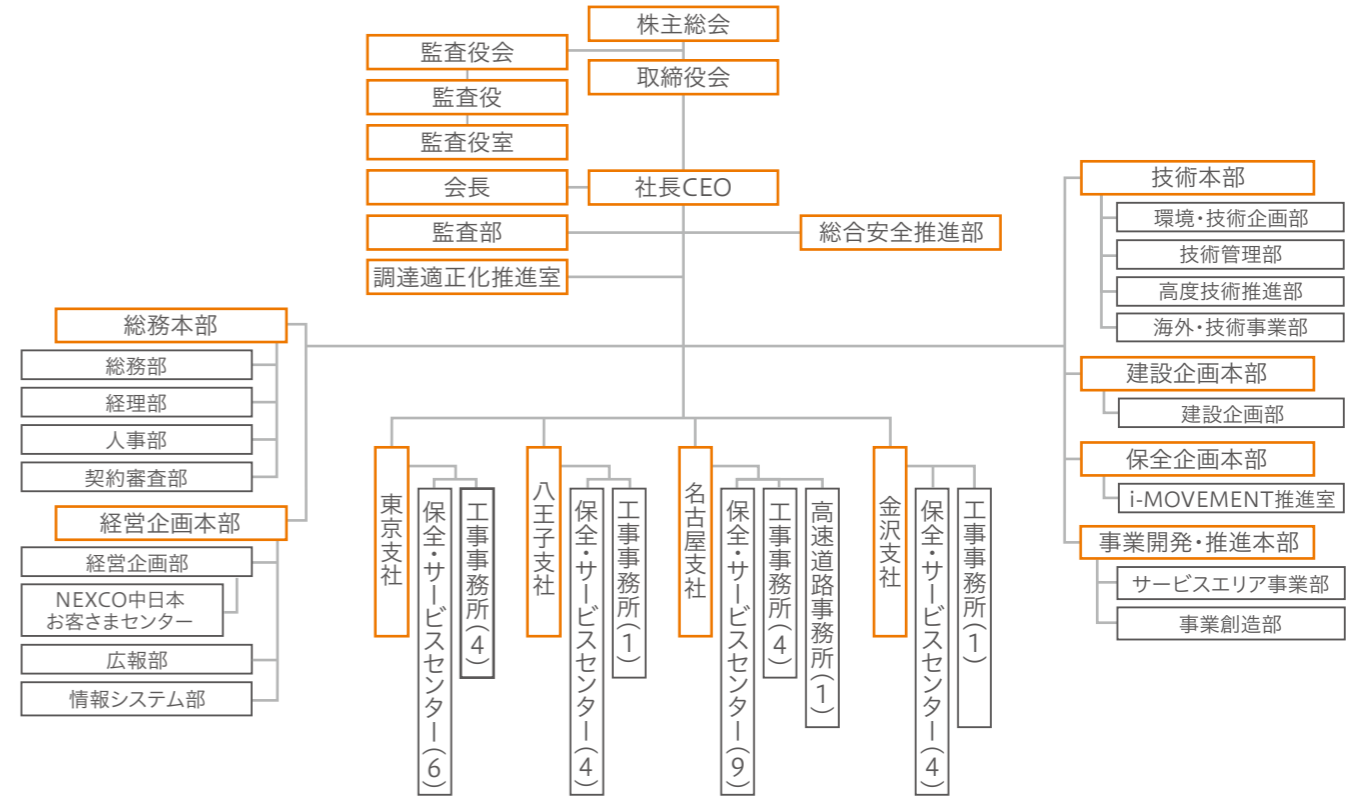 株主総会
監査役会
取締役会
監査役
監査役室
会長
社長CEO
監査部
総合安全推進部
調達適正化推進室
総務本部
総務部
経理部
人事部
契約審査部
経営企画本部
経営企画部
NEXCO中日本
お客さまセンター
広報部
情報システム部
東京支社
保全・サービスセンター(6)
工事事務所(4)
八王子支社
保全・サービスセンター(4)
工事事務所(1)
名古屋支社
保全・サービスセンター(9)
工事事務所(4)
高速道路事務所(1)
金沢支社
保全・サービスセンター(4)
工事事務所(1)
技術本部
環境・技術企画部
技術管理部
高度技術推進部
海外・技術事業部
建設企画本部
建設企画部
保全企画本部
i-MOVEMENT推進室
事業開発・推進本部
サービスエリア事業部
事業創造部